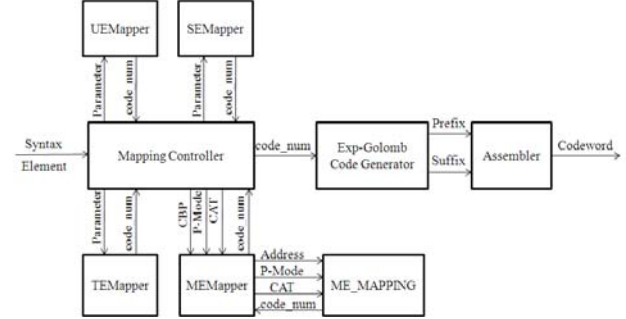 UEMapper
SEMapper
Parameter
code_num
Parameter
code_num
Syntax
Element
Mapping Controller
code_num
Exp-Golomb
Code Generator
Prefix
Suffix
Assembler
Codeword
Parameter
code_num
CBP
P-Mode
CAT
code_num
TEMapper
MEMapper
Address
P-Mode
CAT
code_num
ME_MAPPING